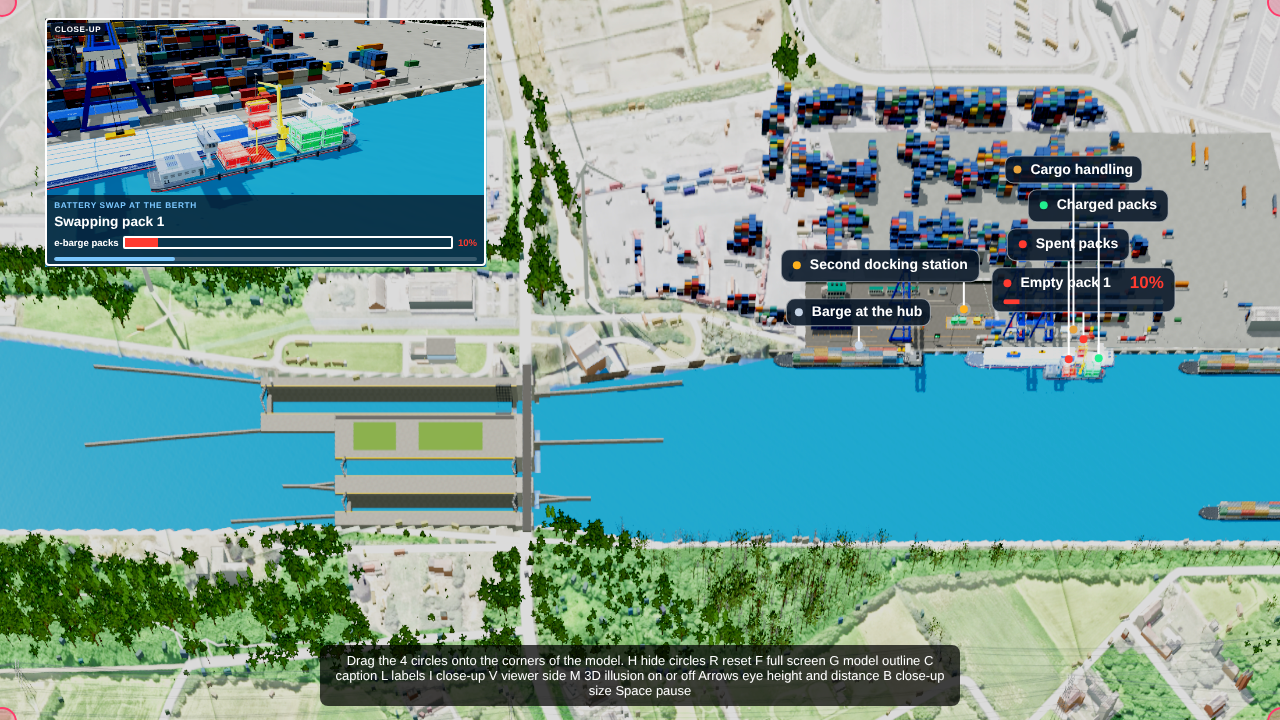 CLOSE-UP
BATTERY SWAP AT THE BERTH
Swapping pack 1
e-barge packs 10%
Cargo handling
Charged packs
Spent packs
Second docking station
Empty pack 1 10%
Barge at the hub
Drag the 4 circles onto the corners of the model. H hide circles R reset F full screen G model outline C
caption L labels I close-up V viewer side M 3D illusion on or off Arrows eye height and distance B close-up
size Space pause